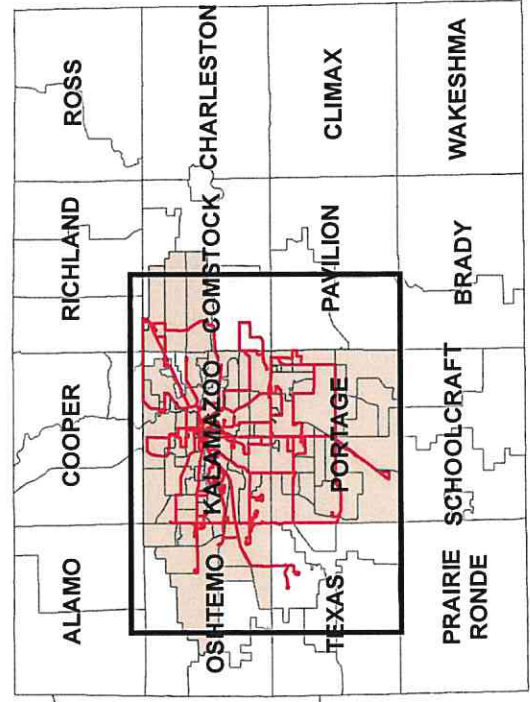 ALAMO
COOPER
RICHLAND
ROSS
OSHTEMO
KALAMAZOO
COMSTOCK
CHARLESTON
TEXAS
PORTAGE
PAVILION
CLIMAX
PRAIRIE
RONDE
SCHOOLCRAFT
BRADY
WAKESHMA